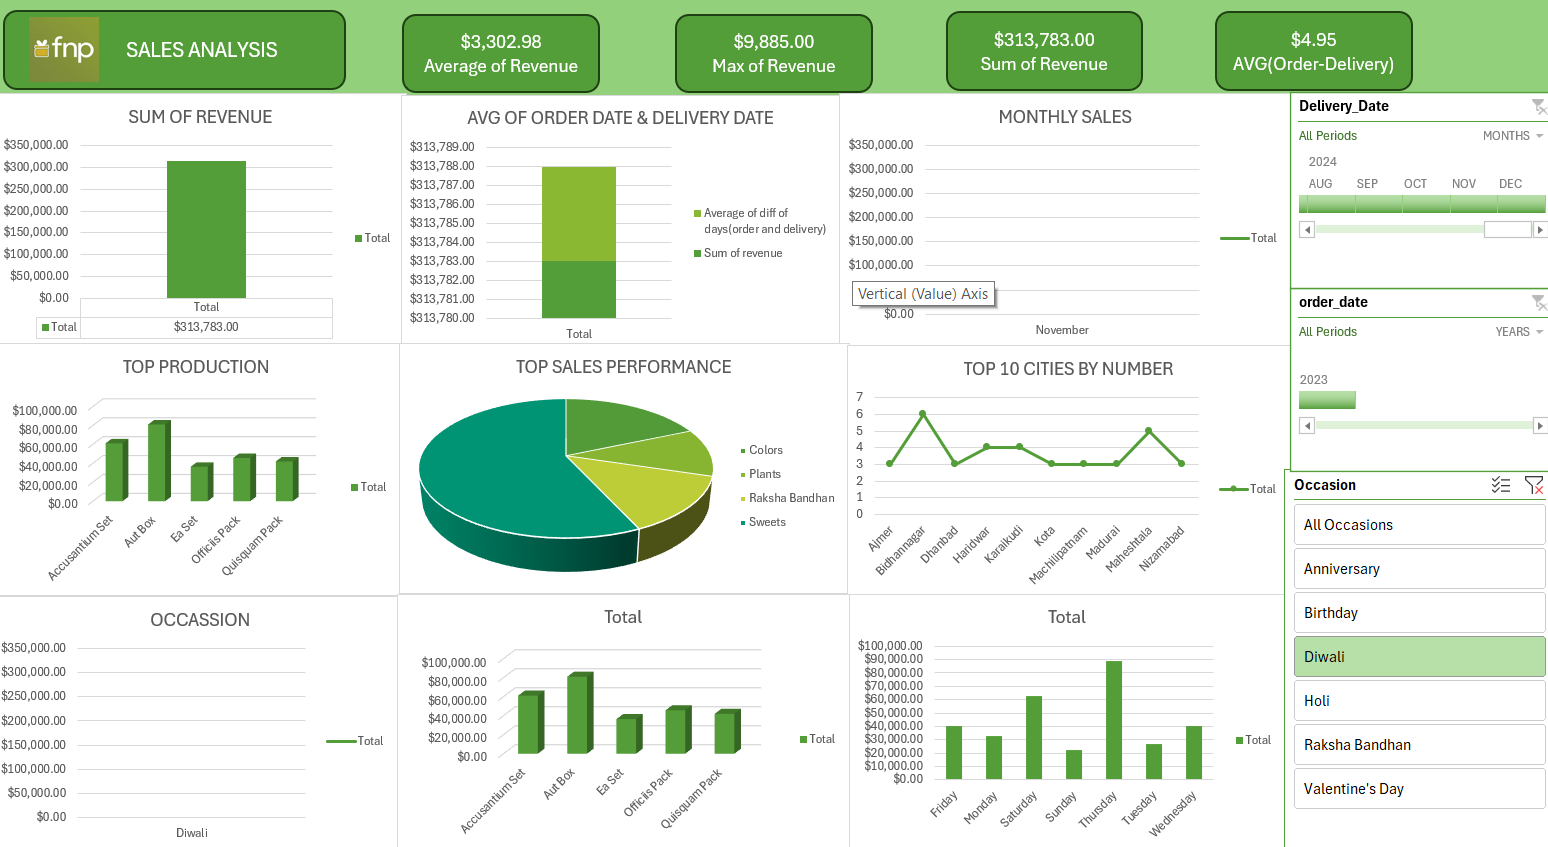 fnp
SALES ANALYSIS
$3,302.98
Average of Revenue
$9,885.00
Max of Revenue
$313,783.00
Sum of Revenue
$4.95
AVG(Order-Delivery)
SUM OF REVENUE
$350,000.00
$300,000.00
$250,000.00
$200,000.00
$150,000.00
$100,000.00
$50,000.00
$0.00
Total
Total
$313,783.00
Total
AVG OF ORDER DATE & DELIVERY DATE
$313,789.00
$313,788.00
$313,787.00
$313,786.00
$313,785.00
$313,784.00
$313,783.00
$313,782.00
$313,781.00
$313,780.00
Total
Average of diff of
days(order and delivery)
Sum of revenue
MONTHLY SALES
$350,000.00
$300,000.00
$250,000.00
$200,000.00
$150,000.00
$100,000.00
Vertical (Value) Axis
$0.00
November
Total
Delivery_Date
All Periods
MONTHS
2024
AUG SEP OCT NOV DEC
order_date
All Periods
YEARS
2023
TOP PRODUCTION
$100,000.00
$80,000.00
$60,000.00
$40,000.00
$20,000.00
$0.00
Accusantium Set
Aut Box
Ea Set
Officiis Pack
Quisquam Pack
Total
TOP SALES PERFORMANCE
Colors
Plants
Raksha Bandhan
Sweets
TOP 10 CITIES BY NUMBER
7
6
5
4
3
2
1
0
Ajmer
Bidhannagar
Dhanbad
Haridwar
Karaikudi
Kota
Machilipatnam
Madurai
Maheshtala
Nizamabad
Total
Occasion
All Occasions
Anniversary
Birthday
Diwali
Holi
Raksha Bandhan
Valentine's Day
OCCASSION
$350,000.00
$300,000.00
$250,000.00
$200,000.00
$150,000.00
$100,000.00
$50,000.00
$0.00
Diwali
Total
Total
$100,000.00
$80,000.00
$60,000.00
$40,000.00
$20,000.00
$0.00
Accusantium Set
Aut Box
Ea Set
Officiis Pack
Quisquam Pack
Total
Total
$100,000.00
$90,000.00
$80,000.00
$70,000.00
$60,000.00
$50,000.00
$40,000.00
$30,000.00
$20,000.00
$10,000.00
$0.00
Friday
Monday
Saturday
Sunday
Thursday
Tuesday
Wednesday
Total